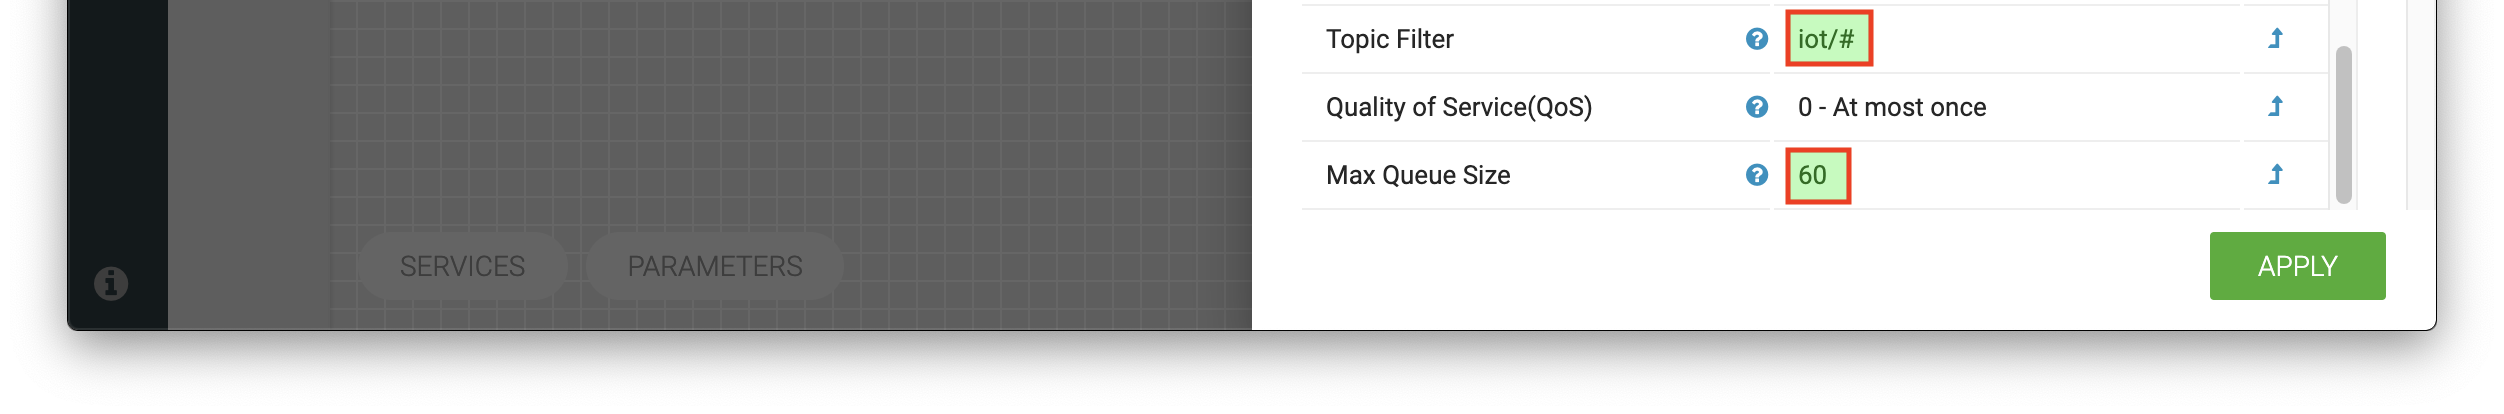 Topic Filter iot/#
Quality of Service(QoS) 0 - At most once
Max Queue Size 60
SERVICES PARAMETERS
APPLY